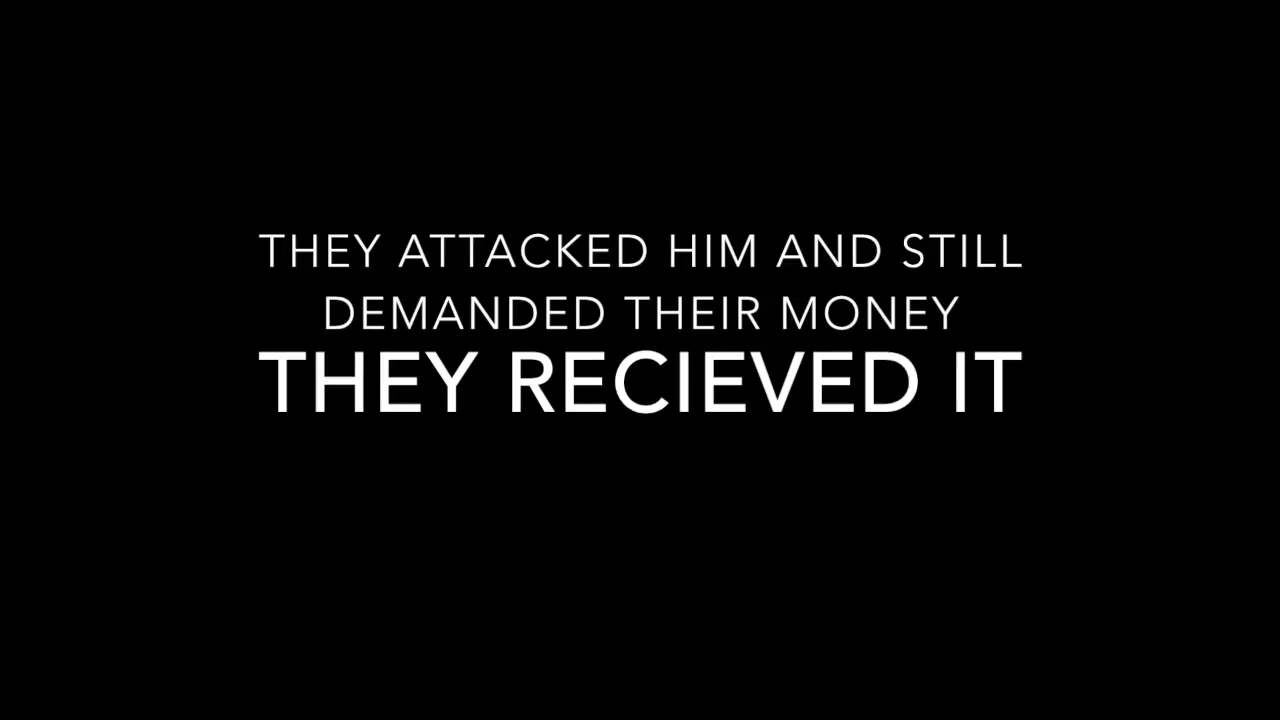 THEY ATTACKED HIM AND STILL
DEMANDED THEIR MONEY
THEY RECIEVED IT